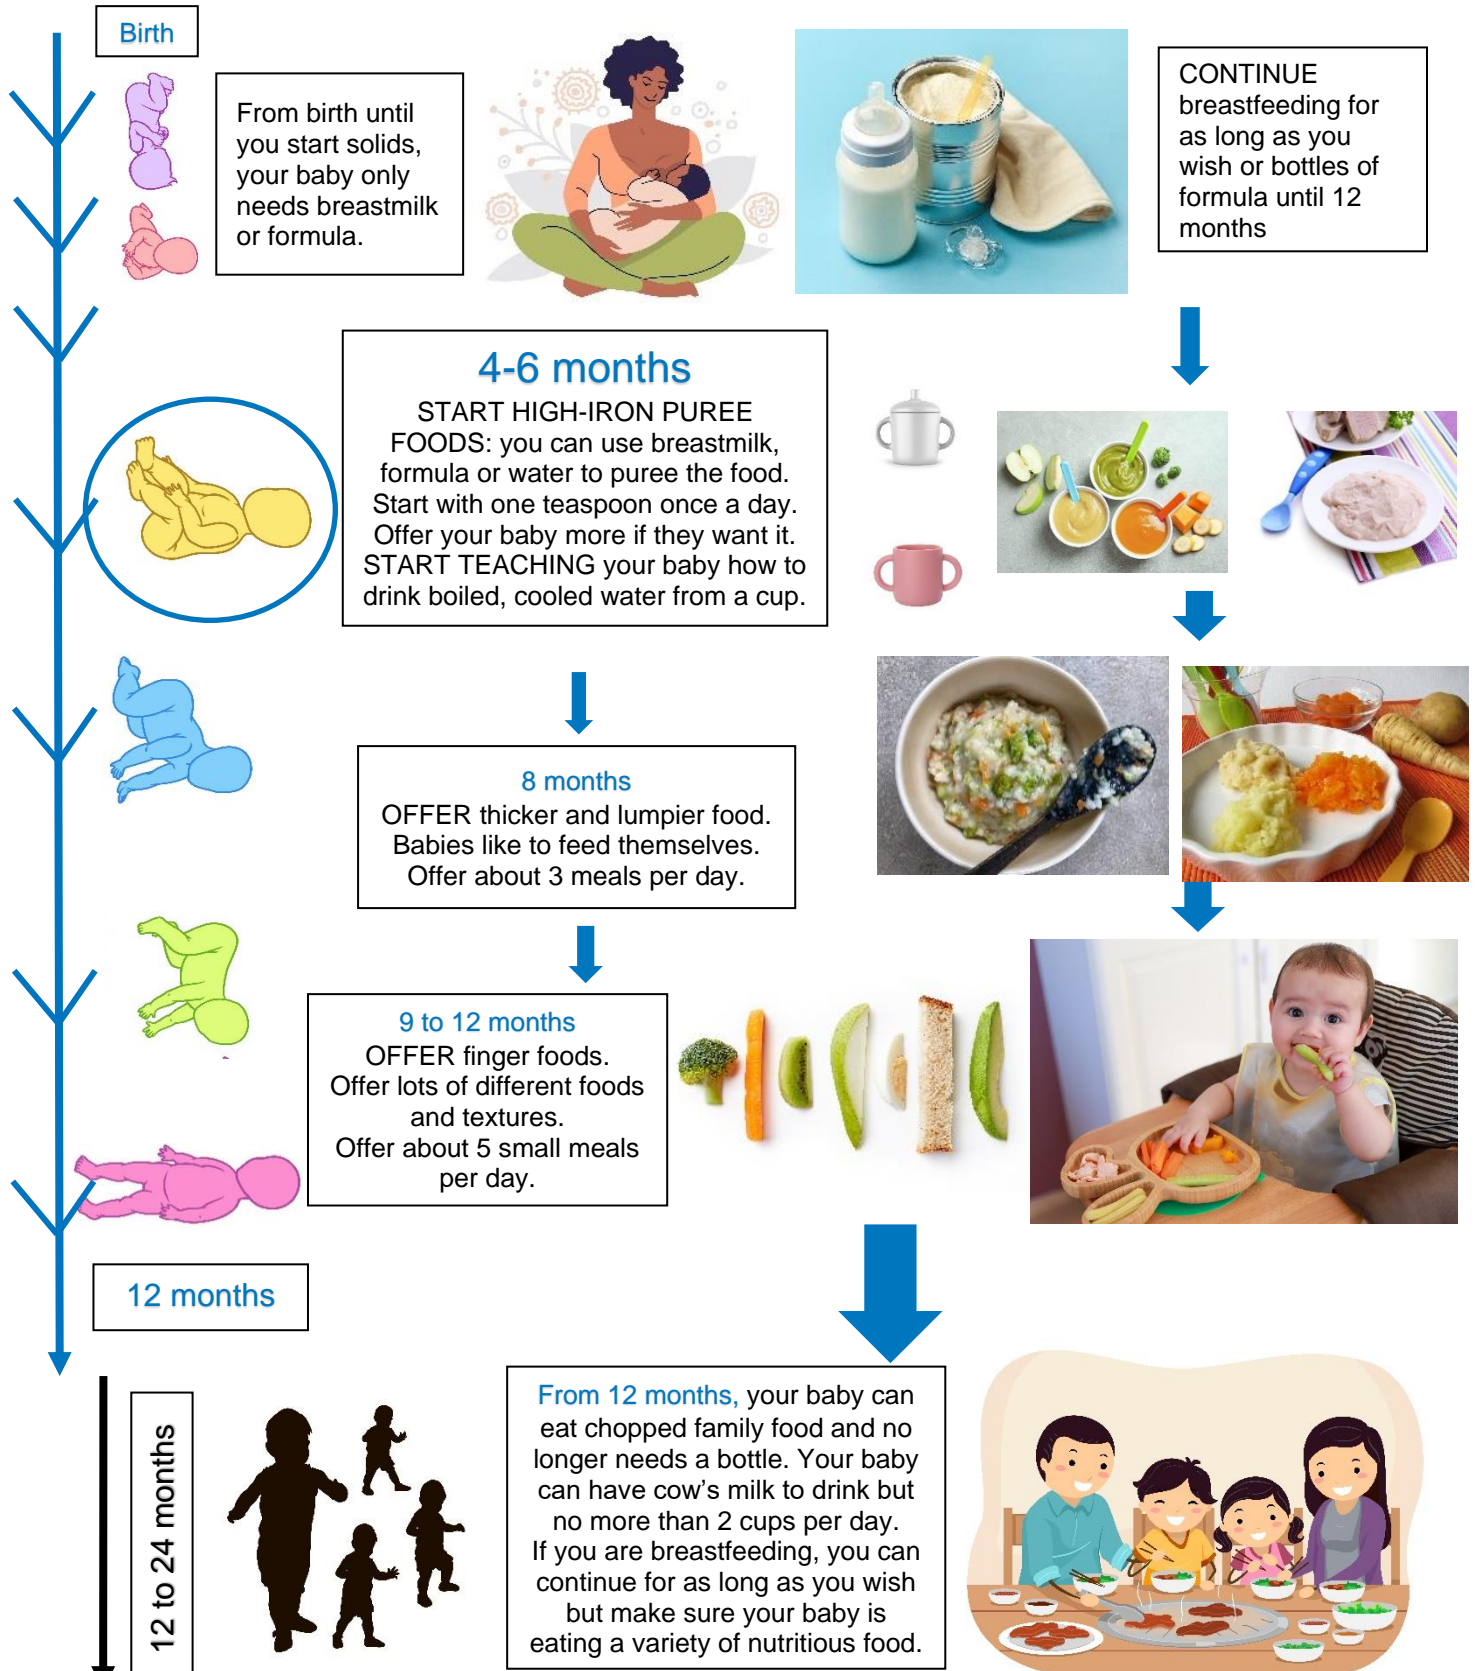 Birth
From birth until
you start solids,
your baby only
needs breastmilk
or formula.
CONTINUE
breastfeeding for
as long as you
wish or bottles of
formula until 12
months
4-6 months
START HIGH-IRON PUREE
FOODS: you can use breastmilk,
formula or water to puree the food.
Start with one teaspoon once a day.
Offer your baby more if they want it.
START TEACHING your baby how to
drink boiled, cooled water from a cup.
8 months
OFFER thicker and lumpier food.
Babies like to feed themselves.
Offer about 3 meals per day.
9 to 12 months
OFFER finger foods.
Offer lots of different foods
and textures.
Offer about 5 small meals
per day.
12 months
12 to 24 months
From 12 months, your baby can
eat chopped family food and no
longer needs a bottle. Your baby
can have cow’s milk to drink but
no more than 2 cups per day.
If you are breastfeeding, you can
continue for as long as you wish
but make sure your baby is
eating a variety of nutritious food.